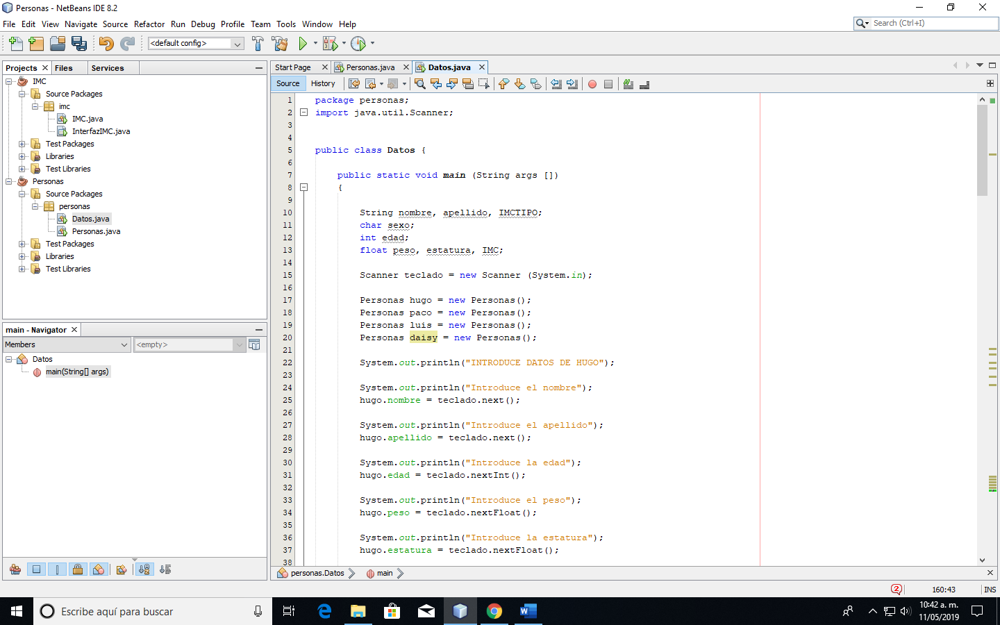 Personas - NetBeans IDE 8.2
File Edit View Navigate Source Refactor Run Debug Profile Team Tools Window Help
Search (Ctrl+I)
<default config>
Projects
Files
Services
IMC
Source Packages
imc
IMC.java
InterfazIMC.java
Test Packages
Libraries
Test Libraries
Personas
Source Packages
personas
Datos.java
Personas.java
Test Packages
Libraries
Test Libraries
main - Navigator
Members
<empty>
Datos
main(String[] args)
Start Page
Personas.java
Datos.java
Source
History
1 package personas;
2 import java.util.Scanner;
3
4
5 public class Datos {
6
7 public static void main (String args [])
8 {
9
10 String nombre, apellido, IMCTIPO;
11 char sexo;
12 int edad;
13 float peso, estatura, IMC;
14
15 Scanner teclado = new Scanner (System.in);
16
17 Personas hugo = new Personas();
18 Personas paco = new Personas();
19 Personas luis = new Personas();
20 Personas daisy = new Personas();
21
22 System.out.println("INTRODUCE DATOS DE HUGO");
23
24 System.out.println("Introduce el nombre");
25 hugo.nombre = teclado.next();
26
27 System.out.println("Introduce el apellido");
28 hugo.apellido = teclado.next();
29
30 System.out.println("Introduce la edad");
31 hugo.edad = teclado.nextInt();
32
33 System.out.println("Introduce el peso");
34 hugo.peso = teclado.nextFloat();
35
36 System.out.println("Introduce la estatura");
37 hugo.estatura = teclado.nextFloat();
38
personas.Datos
main
2
160:43
INS
Escribe aquí para buscar
10:42 a. m.
11/05/2019